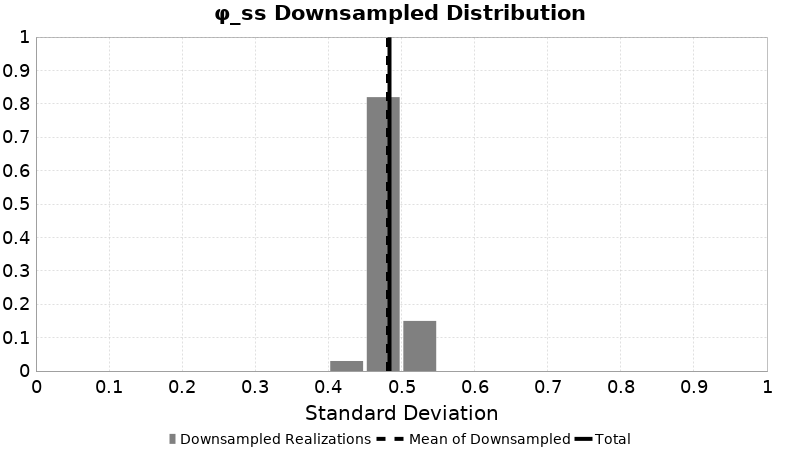 φ_ss Downsampled Distribution
1
0.9
0.8
0.7
0.6
0.5
0.4
0.3
0.2
0.1
0
0 0.1 0.2 0.3 0.4 0.5 0.6 0.7 0.8 0.9 1
Standard Deviation
Downsampled Realizations Mean of Downsampled Total